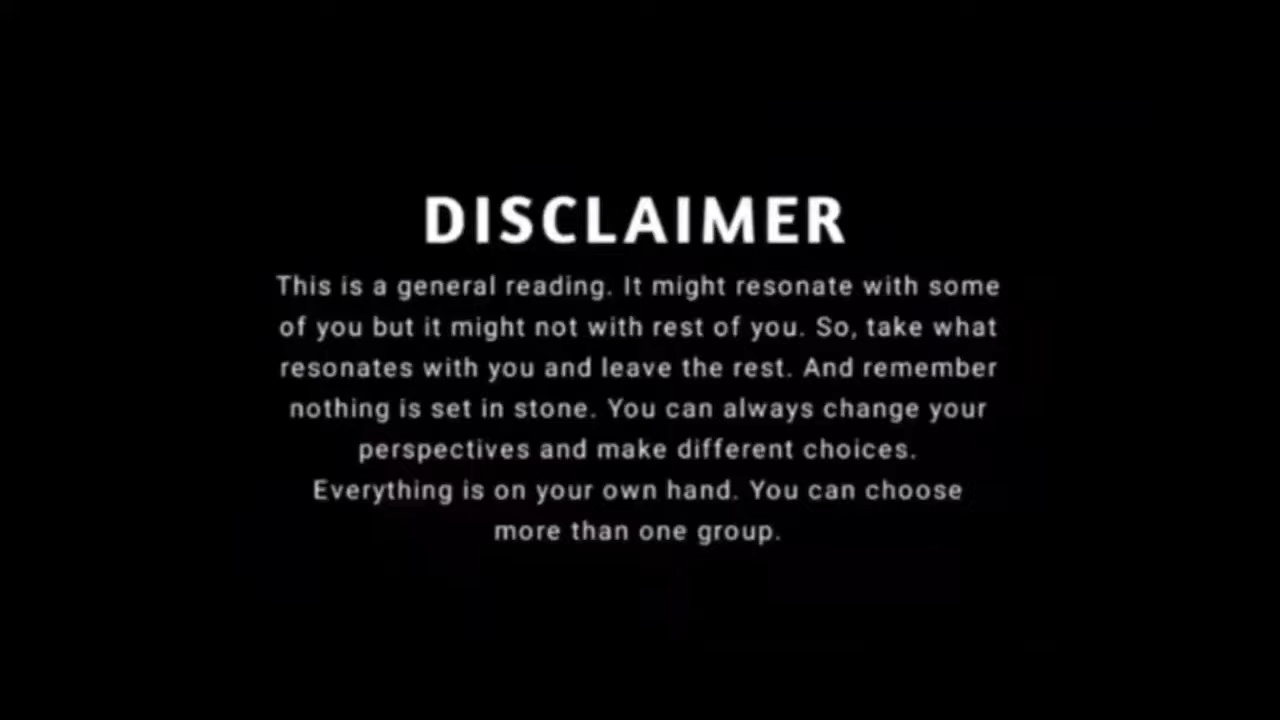 DISCLAIMER
This is a general reading. It might resonate with some
of you but it might not with rest of you. So, take what
resonates with you and leave the rest. And remember
nothing is set in stone. You can always change your
perspectives and make different choices.
Everything is on your own hand. You can choose
more than one group.